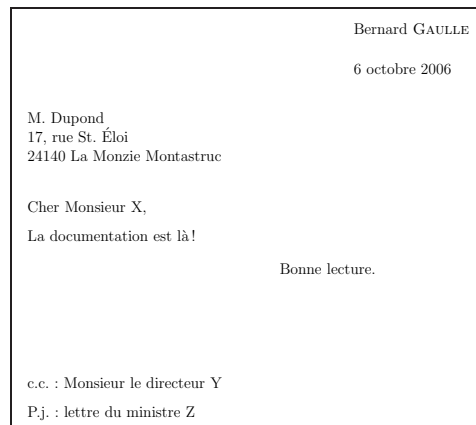 Bernard GAULLE
6 octobre 2006
M. Dupond
17, rue St. Éloi
24140 La Monzie Montastruc
Cher Monsieur X,
La documentation est là !
Bonne lecture.
c.c. : Monsieur le directeur Y
P.j. : lettre du ministre Z